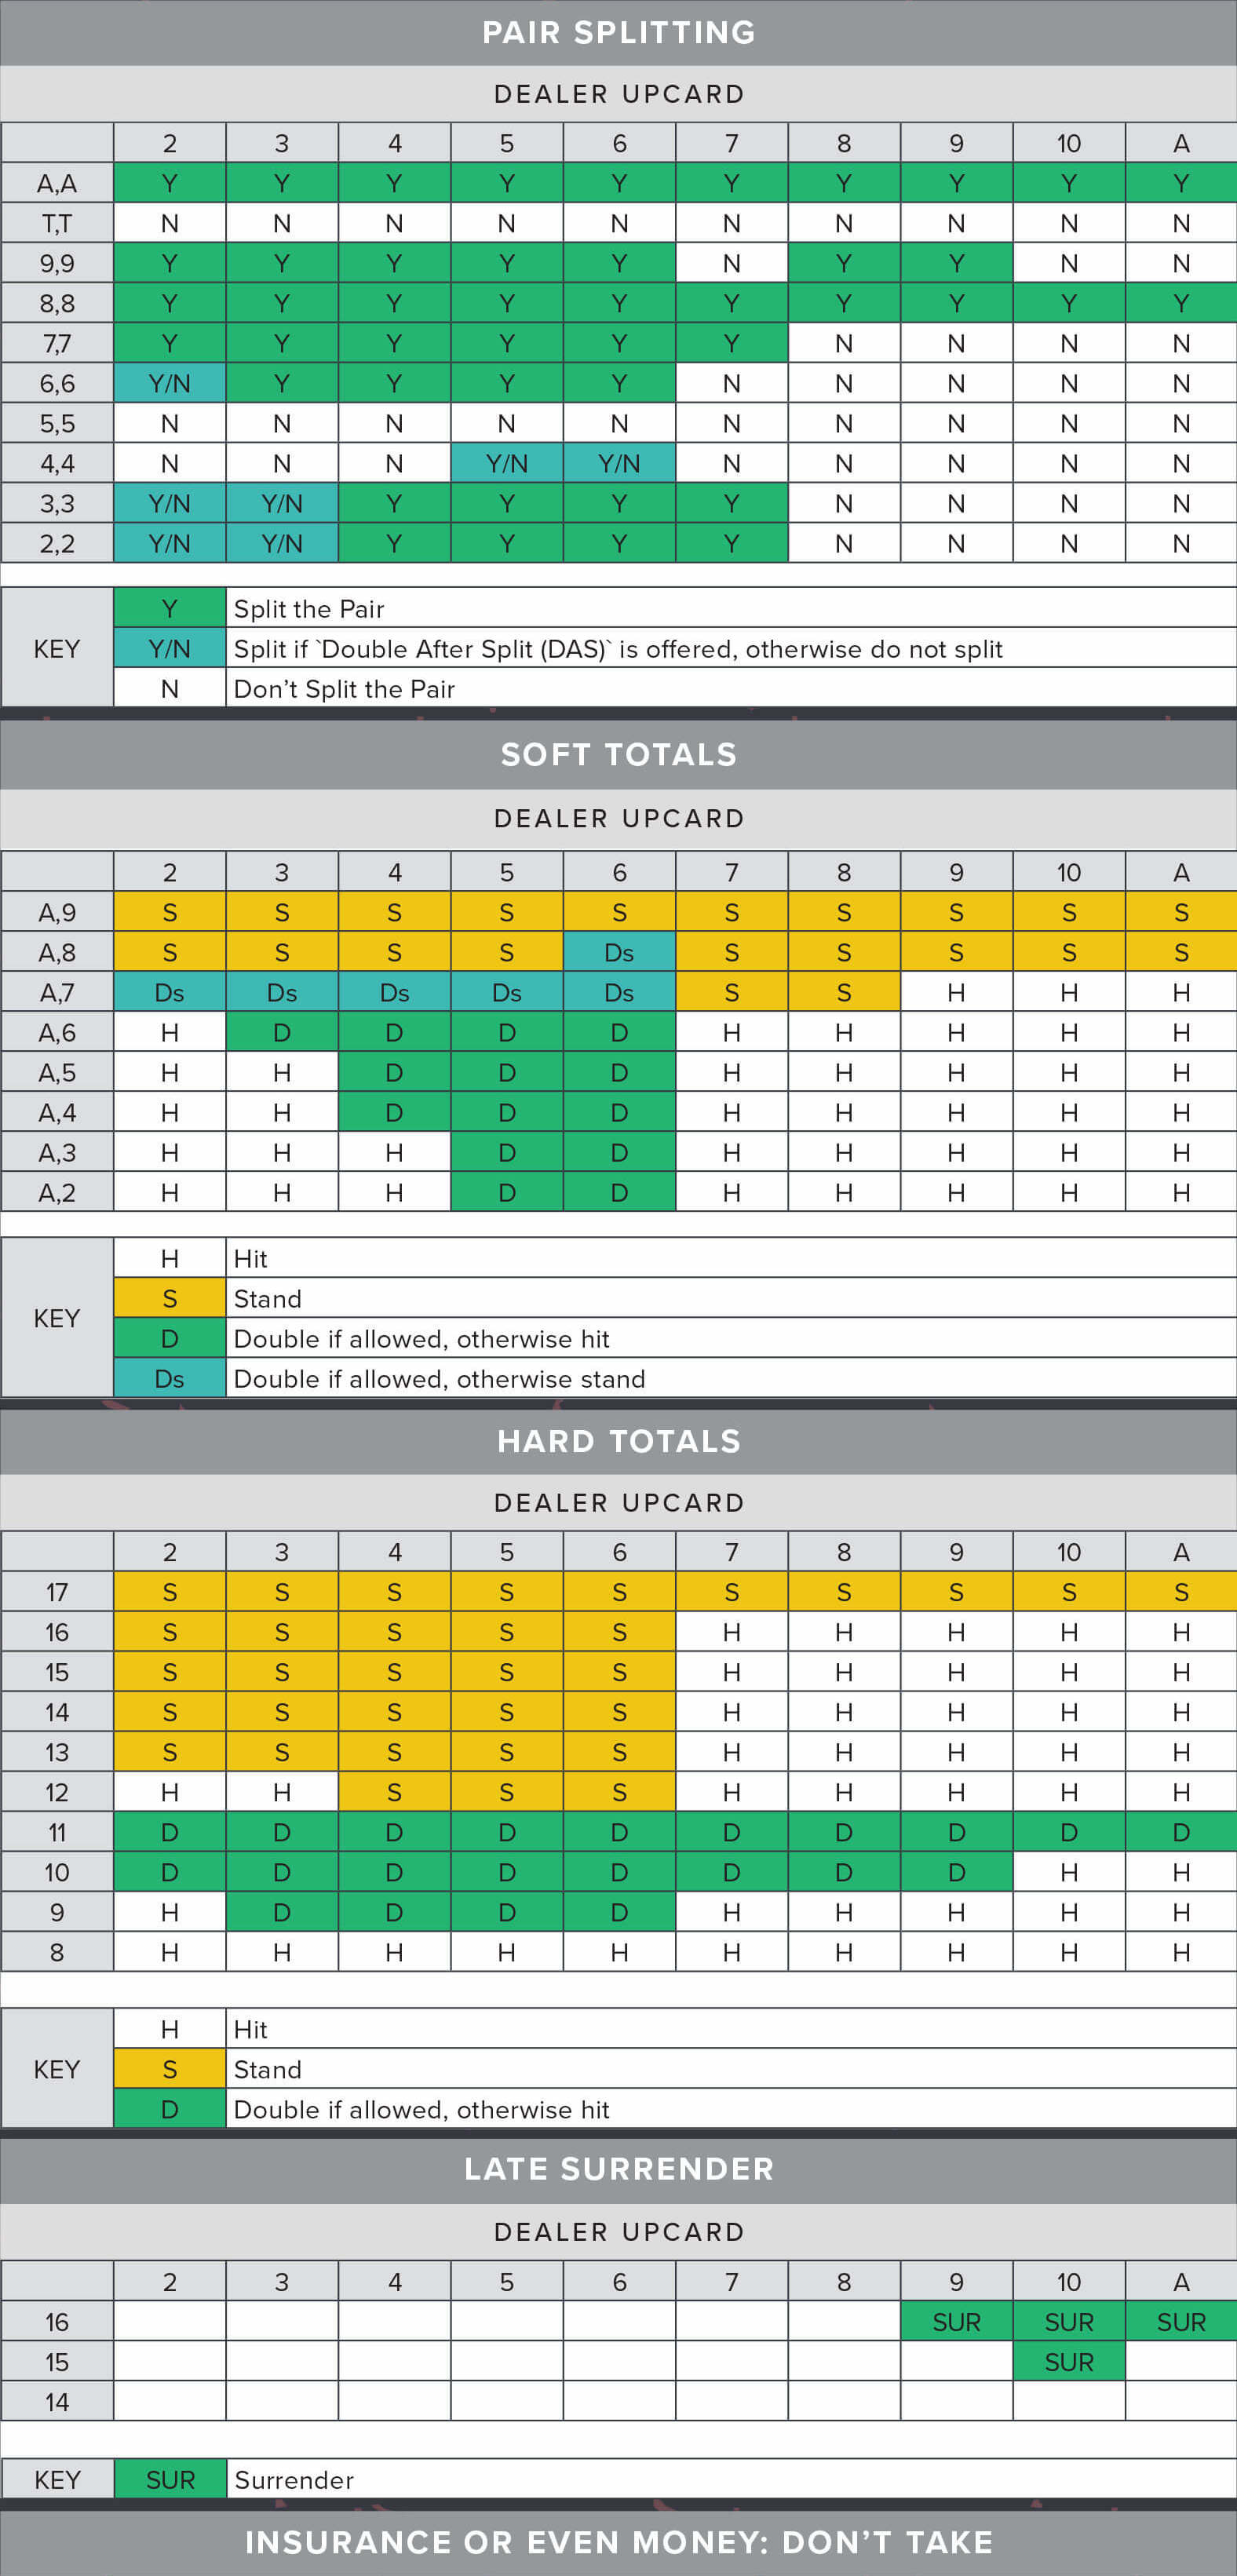 PAIR SPLITTING
DEALER UPCARD
2 3 4 5 6 7 8 9 10 A
A,A Y Y Y Y Y Y Y Y Y Y
T,T N N N N N N N N N N
9,9 Y Y Y Y Y N Y Y N N
8,8 Y Y Y Y Y Y Y Y Y Y
7,7 Y Y Y Y Y Y N N N N
6,6 Y/N Y Y Y Y N N N N N
5,5 N N N N N N N N N N
4,4 N N N Y/N Y/N N N N N N
3,3 Y/N Y/N Y Y Y Y N N N N
2,2 Y/N Y/N Y Y Y Y N N N N
KEY
Y Split the Pair
Y/N Split if `Double After Split (DAS)` is offered, otherwise do not split
N Don’t Split the Pair
SOFT TOTALS
DEALER UPCARD
2 3 4 5 6 7 8 9 10 A
A,9 S S S S S S S S S S
A,8 S S S S Ds S S S S S
A,7 Ds Ds Ds Ds Ds S S H H H
A,6 H D D D D H H H H H
A,5 H H D D D H H H H H
A,4 H H D D D H H H H H
A,3 H H H D D H H H H H
A,2 H H H D D H H H H H
KEY
H Hit
S Stand
D Double if allowed, otherwise hit
Ds Double if allowed, otherwise stand
HARD TOTALS
DEALER UPCARD
2 3 4 5 6 7 8 9 10 A
17 S S S S S S S S S S
16 S S S S S H H H H H
15 S S S S S H H H H H
14 S S S S S H H H H H
13 S S S S S H H H H H
12 H H S S S H H H H H
11 D D D D D D D D D D
10 D D D D D D D D H H
9 H D D D D H H H H H
8 H H H H H H H H H H
KEY
H Hit
S Stand
D Double if allowed, otherwise hit
LATE SURRENDER
DEALER UPCARD
2 3 4 5 6 7 8 9 10 A
16 SUR SUR SUR
15 SUR
14
KEY SUR Surrender
INSURANCE OR EVEN MONEY: DON’T TAKE